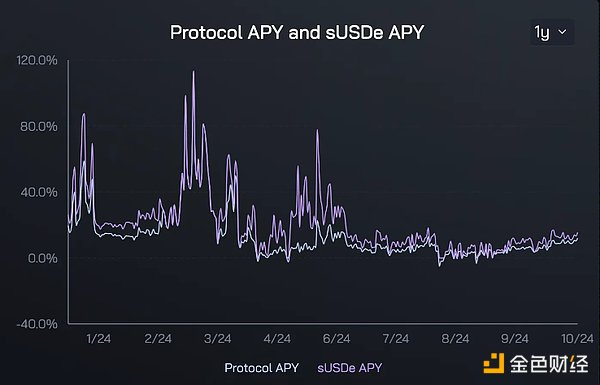 Protocol APY and sUSDe APY
1y
120.0%
80.0%
40.0%
0.0%
-40.0%
1/24 2/24 3/24 4/24 6/24 7/24 8/24 9/24 10/24
Protocol APY sUSDe APY
金色财经